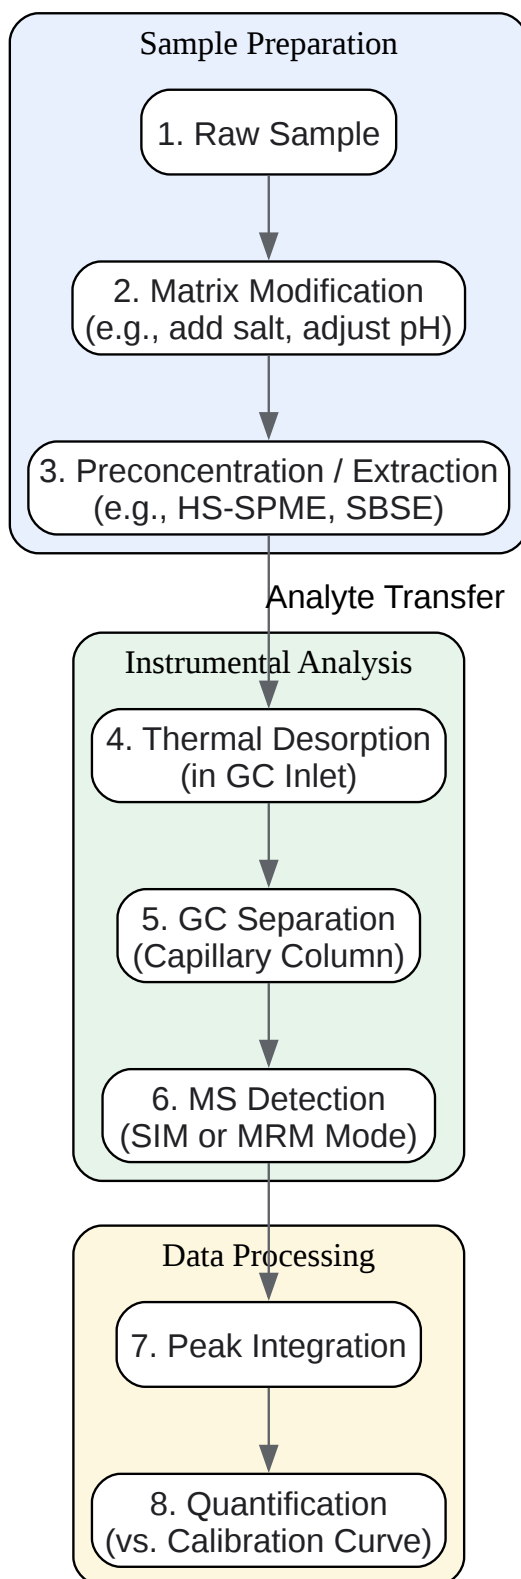 Sample Preparation
1. Raw Sample
2. Matrix Modification
(e.g., add salt, adjust pH)
3. Preconcentration / Extraction
(e.g., HS-SPME, SBSE)
Analyte Transfer
Instrumental Analysis
4. Thermal Desorption
(in GC Inlet)
5. GC Separation
(Capillary Column)
6. MS Detection
(SIM or MRM Mode)
Data Processing
7. Peak Integration
8. Quantification
(vs. Calibration Curve)